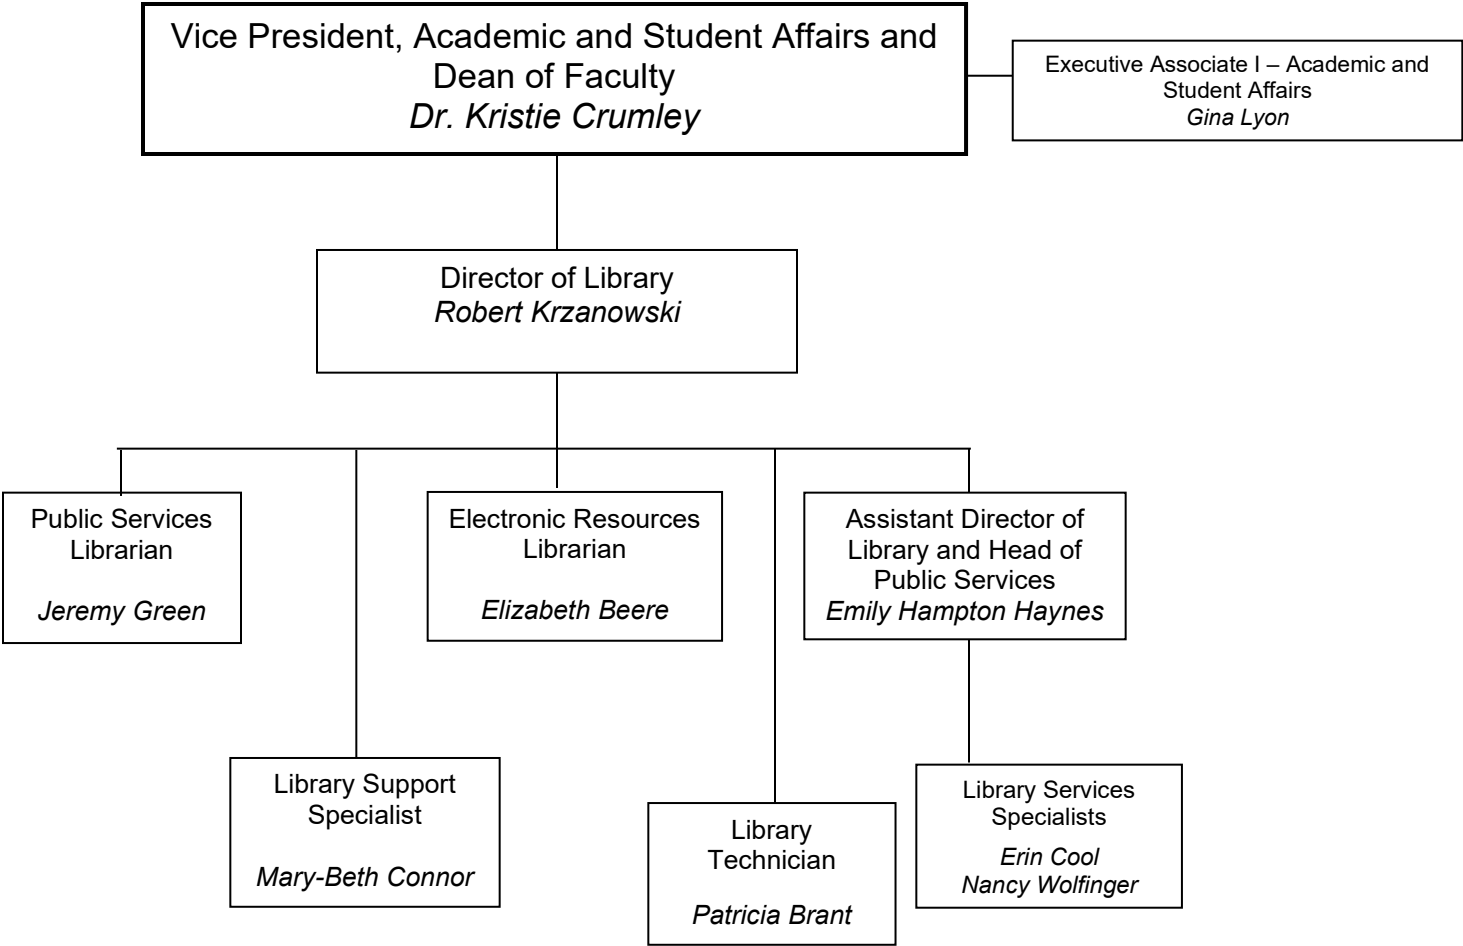 Vice President, Academic and Student Affairs and
Dean of Faculty
Dr. Kristie Crumley
Executive Associate I – Academic and
Student Affairs
Gina Lyon
Director of Library
Robert Krzanowski
Public Services
Librarian
Jeremy Green
Electronic Resources
Librarian
Elizabeth Beere
Assistant Director of
Library and Head of
Public Services
Emily Hampton Haynes
Library Support
Specialist
Mary-Beth Connor
Library
Technician
Patricia Brant
Library Services
Specialists
Erin Cool
Nancy Wolfinger